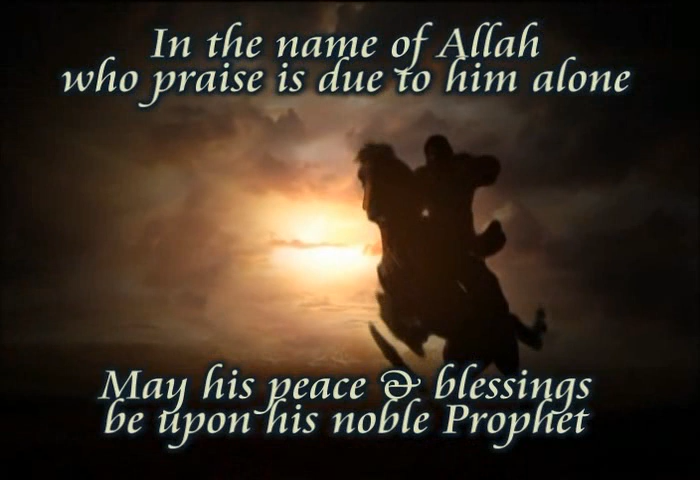 In the name of Allah
who praise is due to him alone
May his peace & blessings
be upon his noble Prophet